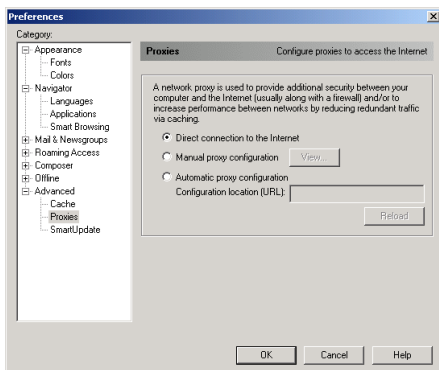 Preferences
Category:
Appearance
Fonts
Colors
Navigator
Languages
Applications
Smart Browsing
Mail & Newsgroups
Roaming Access
Composer
Offline
Advanced
Cache
Proxies
SmartUpdate
Proxies Configure proxies to access the Internet
A network proxy is used to provide additional security between your
computer and the Internet (usually along with a firewall) and/or to
increase performance between networks by reducing redundant traffic
via caching.
Direct connection to the Internet
Manual proxy configuration View...
Automatic proxy configuration
Configuration location (URL):
Reload
OK Cancel Help